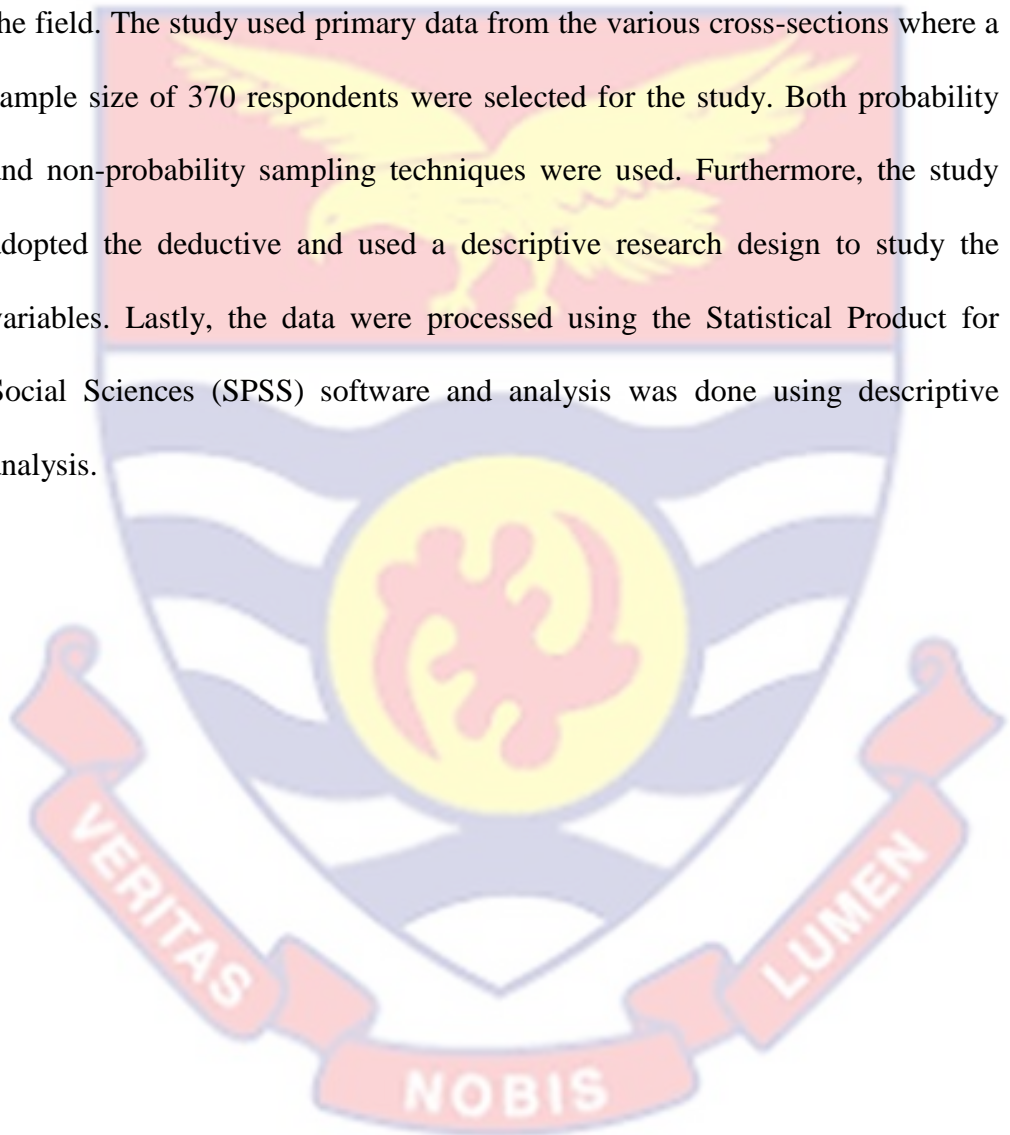 the field. The study used primary data from the various cross-sections where a
sample size of 370 respondents were selected for the study. Both probability
and non-probability sampling techniques were used. Furthermore, the study
adopted the deductive and used a descriptive research design to study the
variables. Lastly, the data were processed using the Statistical Product for
Social Sciences (SPSS) software and analysis was done using descriptive
analysis.
VERITAS
NOBIS
LUMEN